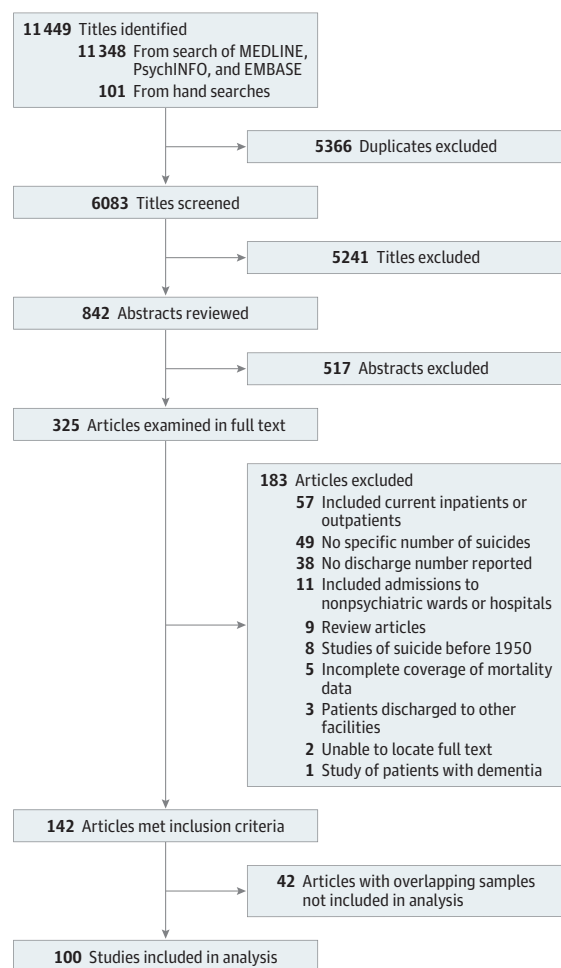 11 449 Titles identified
11 348 From search of MEDLINE,
PsychINFO, and EMBASE
101 From hand searches
5366 Duplicates excluded
6083 Titles screened
5241 Titles excluded
842 Abstracts reviewed
517 Abstracts excluded
325 Articles examined in full text
183 Articles excluded
57 Included current inpatients or
outpatients
49 No specific number of suicides
38 No discharge number reported
11 Included admissions to
nonpsychiatric wards or hospitals
9 Review articles
8 Studies of suicide before 1950
5 Incomplete coverage of mortality
data
3 Patients discharged to other
facilities
2 Unable to locate full text
1 Study of patients with dementia
142 Articles met inclusion criteria
42 Articles with overlapping samples
not included in analysis
100 Studies included in analysis